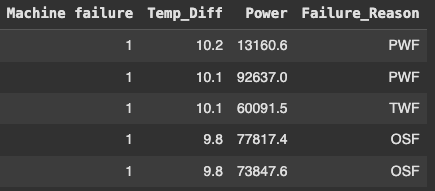 Machine failure Temp_Diff Power Failure_Reason
1 10.2 13160.6 PWF
1 10.1 92637.0 PWF
1 10.1 60091.5 TWF
1 9.8 77817.4 OSF
1 9.8 73847.6 OSF